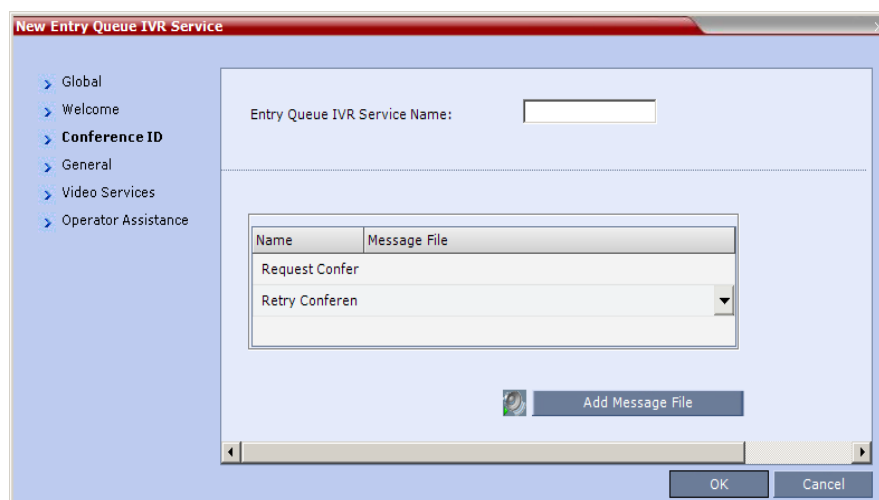 New Entry Queue IVR Service
Global
Welcome
Conference ID
General
Video Services
Operator Assistance
Entry Queue IVR Service Name:
Name Message File
Request Confer
Retry Conferen
Add Message File
OK Cancel